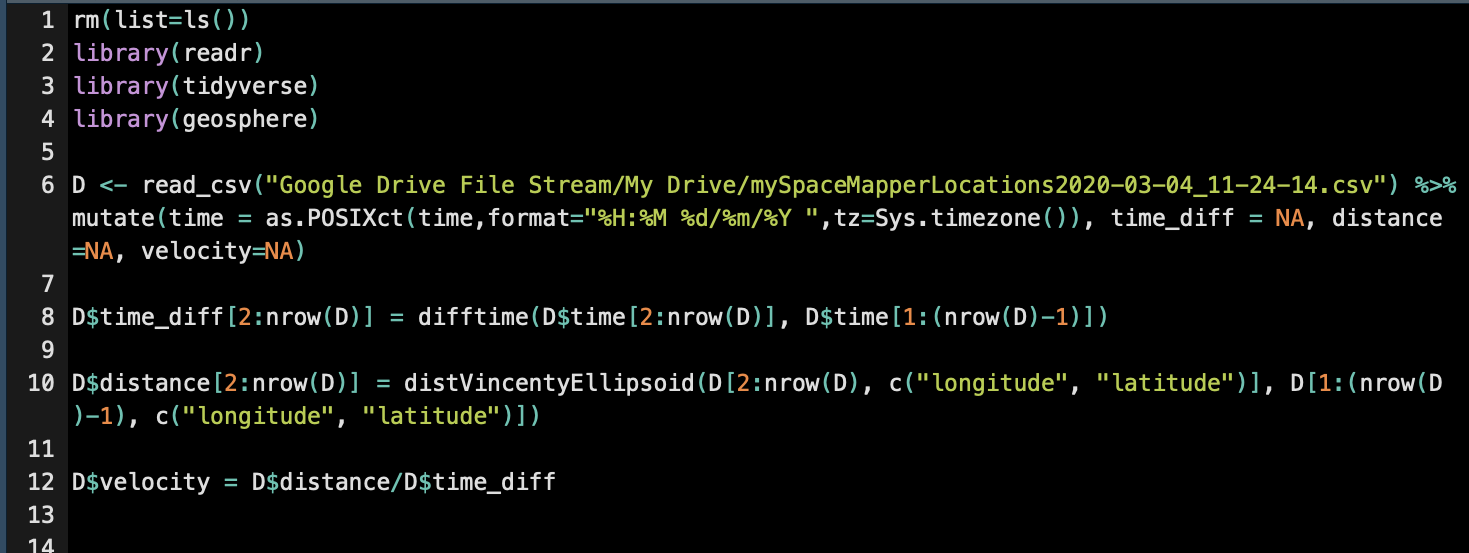 1 rm(list=ls())
2 library(readr)
3 library(tidyverse)
4 library(geosphere)
5
6 D <- read_csv("Google Drive File Stream/My Drive/mySpaceMapperLocations2020-03-04_11-24-14.csv") %>%
mutate(time = as.POSIXct(time,format="%H:%M %d/%m/%Y ",tz=Sys.timezone()), time_diff = NA, distance
=NA, velocity=NA)
7
8 D$time_diff[2:nrow(D)] = difftime(D$time[2:nrow(D)], D$time[1:(nrow(D)-1)])
9
10 D$distance[2:nrow(D)] = distVincentyEllipsoid(D[2:nrow(D), c("longitude", "latitude")], D[1:(nrow(D
)-1), c("longitude", "latitude")])
11
12 D$velocity = D$distance/D$time_diff
13
14